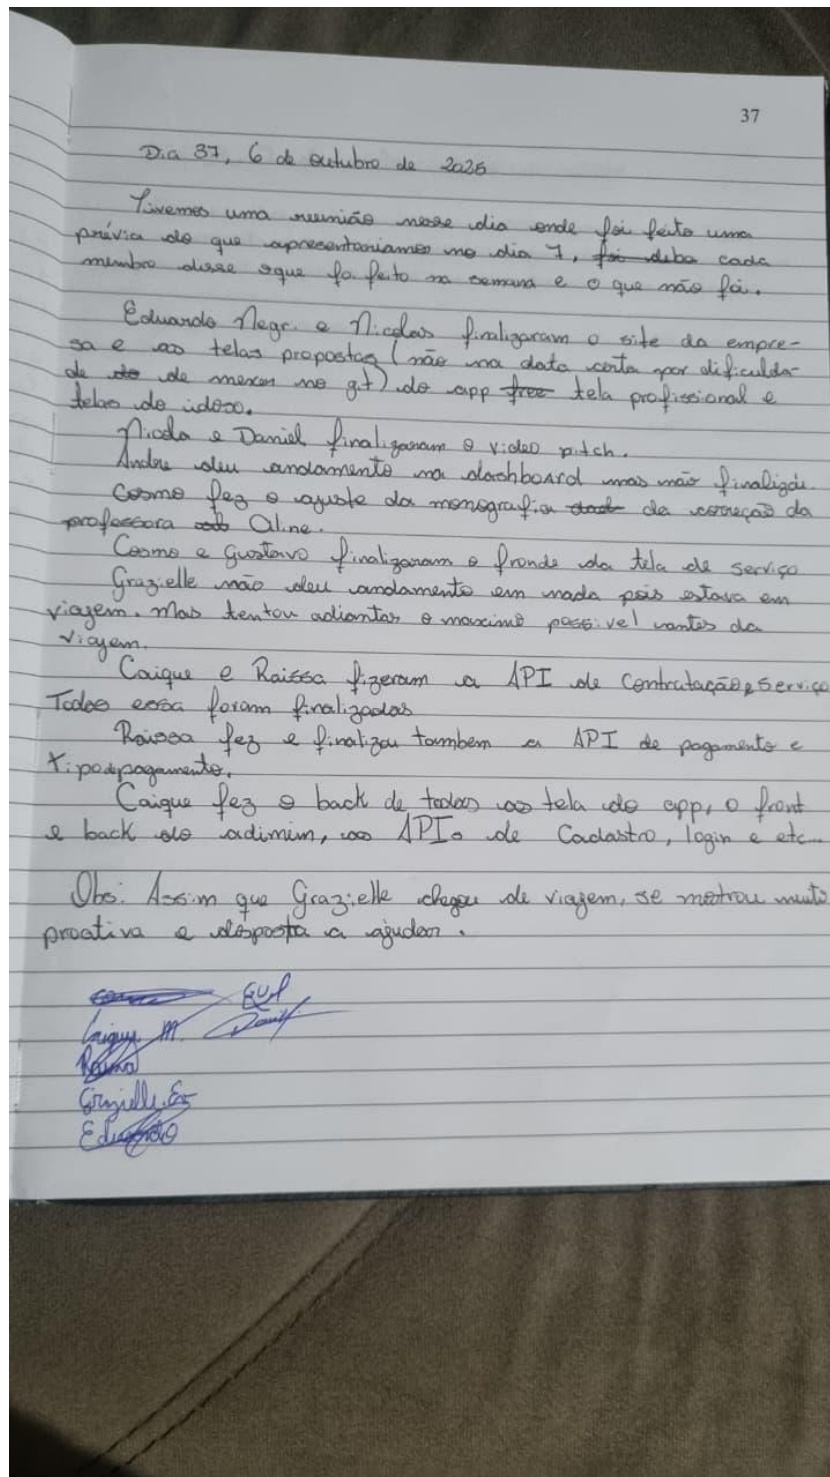 37
Dia 37, 6 de outubro de 2025
Tivemos uma reunião nesse dia onde foi feito uma
prévia do que apresentariamos no dia 7, foi cada
membro disse oque foi feito na semana e o que não foi.
Eduardo Negr. e Nicolas finalizaram o site da empre-
sa e as telas propostas (não na data certa por dificulda-
de de mexer no git) do app free tela profissional e
telas do idoso.
Nicola e Daniel finalizaram o video pitch.
Andre deu andamento na dashboard mas não finalizou.
Cosmo fez o ajuste da monografia da correção da
professora Aline.
Cosmo e Gustavo finalizaram o fronde da tela de serviço
Grazielle não deu andamento em nada pois estava em
viagem. Mas tentou adiantar o maximo possivel antes da
viagem.
Caique e Raissa fizeram a API de Contratação e Serviço
Todas essa foram finalizadas
Raissa fez e finalizou tambem a API de pagamento e
tipo pagamento.
Caique fez o back de todas as tela do app, o front
e back do adimim, as APIs de Cadastro, login e etc...
Obs: Assim que Grazielle chegou de viagem, se mostrou muito
proativa e disposta a ajudar.
Caique M.
Raissa
Grazielle
Eduardo